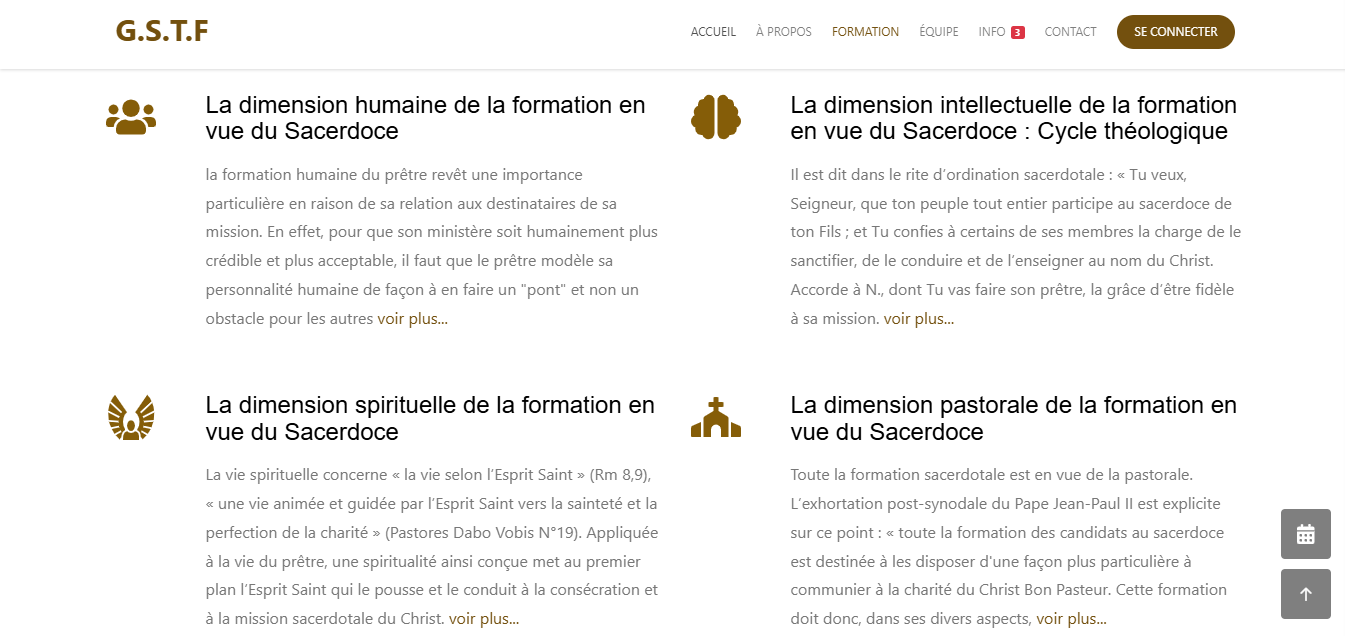 G.S.T.F
ACCUEIL À PROPOS FORMATION ÉQUIPE INFO 3 CONTACT SE CONNECTER
La dimension humaine de la formation en
vue du Sacerdoce
la formation humaine du prêtre revêt une importance
particulière en raison de sa relation aux destinataires de sa
mission. En effet, pour que son ministère soit humainement plus
crédible et plus acceptable, il faut que le prêtre modèle sa
personnalité humaine de façon à en faire un "pont" et non un
obstacle pour les autres voir plus...
La dimension intellectuelle de la formation
en vue du Sacerdoce : Cycle théologique
Il est dit dans le rite d’ordination sacerdotale : « Tu veux,
Seigneur, que ton peuple tout entier participe au sacerdoce de
ton Fils ; et Tu confies à certains de ses membres la charge de le
sanctifier, de le conduire et de l’enseigner au nom du Christ.
Accorde à N., dont Tu vas faire son prêtre, la grâce d’être fidèle
à sa mission. voir plus...
La dimension spirituelle de la formation en
vue du Sacerdoce
La vie spirituelle concerne « la vie selon l’Esprit Saint » (Rm 8,9),
« une vie animée et guidée par l’Esprit Saint vers la sainteté et la
perfection de la charité » (Pastores Dabo Vobis N°19). Appliquée
à la vie du prêtre, une spiritualité ainsi conçue met au premier
plan l’Esprit Saint qui le pousse et le conduit à la consécration et
à la mission sacerdotale du Christ. voir plus...
La dimension pastorale de la formation en
vue du Sacerdoce
Toute la formation sacerdotale est en vue de la pastorale.
L’exhortation post-synodale du Pape Jean-Paul II est explicite
sur ce point : « toute la formation des candidats au sacerdoce
est destinée à les disposer d'une façon plus particulière à
communier à la charité du Christ Bon Pasteur. Cette formation
doit donc, dans ses divers aspects, voir plus...